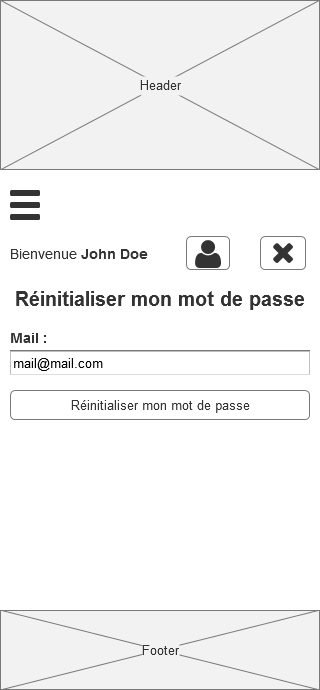 Header
Bienvenue John Doe
Réinitialiser mon mot de passe
Mail :
mail@mail.com
Réinitialiser mon mot de passe
Footer